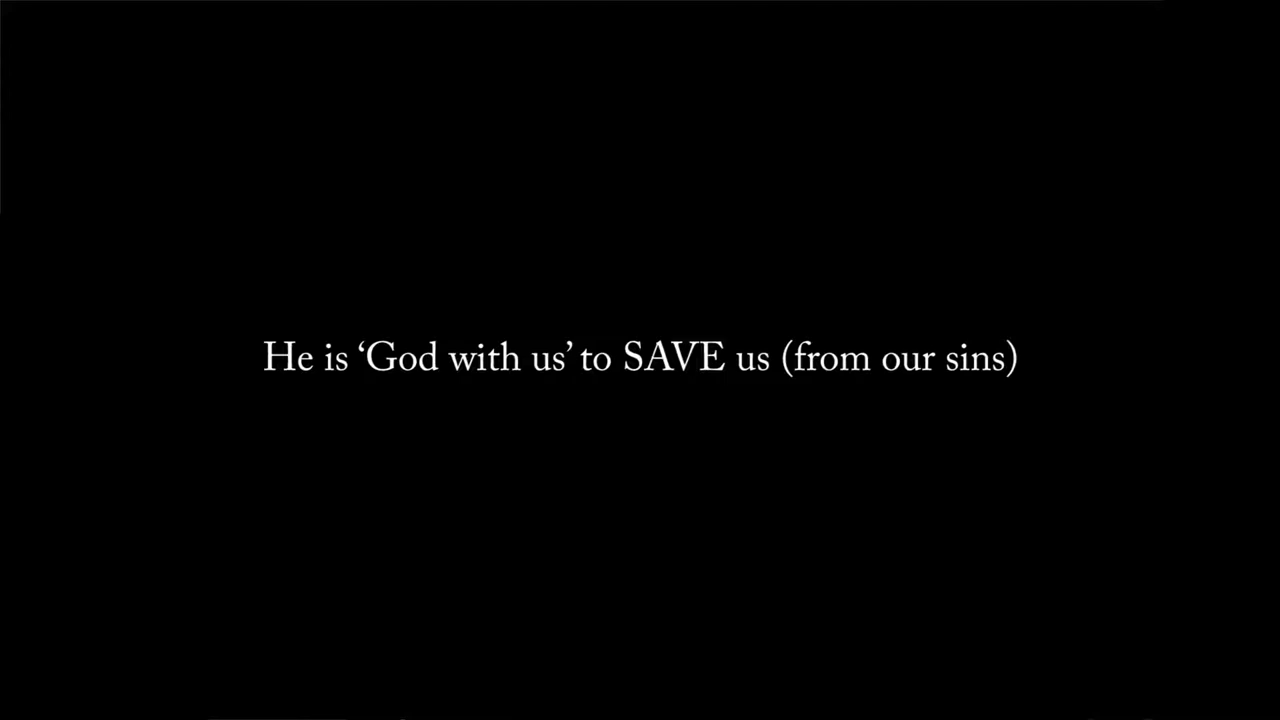 He is ‘God with us’ to SAVE us (from our sins)